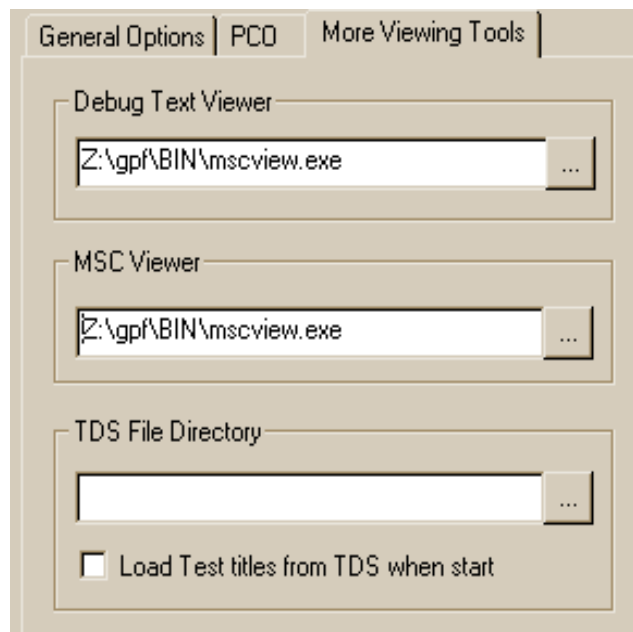 General Options PCO More Viewing Tools
Debug Text Viewer
Z:\gpf\BIN\mscview.exe ...
MSC Viewer
Z:\gpf\BIN\mscview.exe ...
TDS File Directory
...
Load Test titles from TDS when start